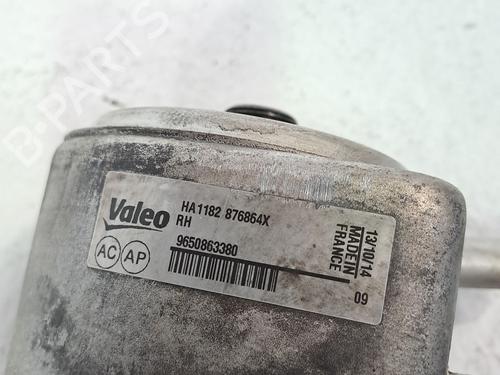 B-PARTS
Valeo
HA1182 876864X
RH
9650863380
AC AP
13/10/14
MADE IN
FRANCE
09